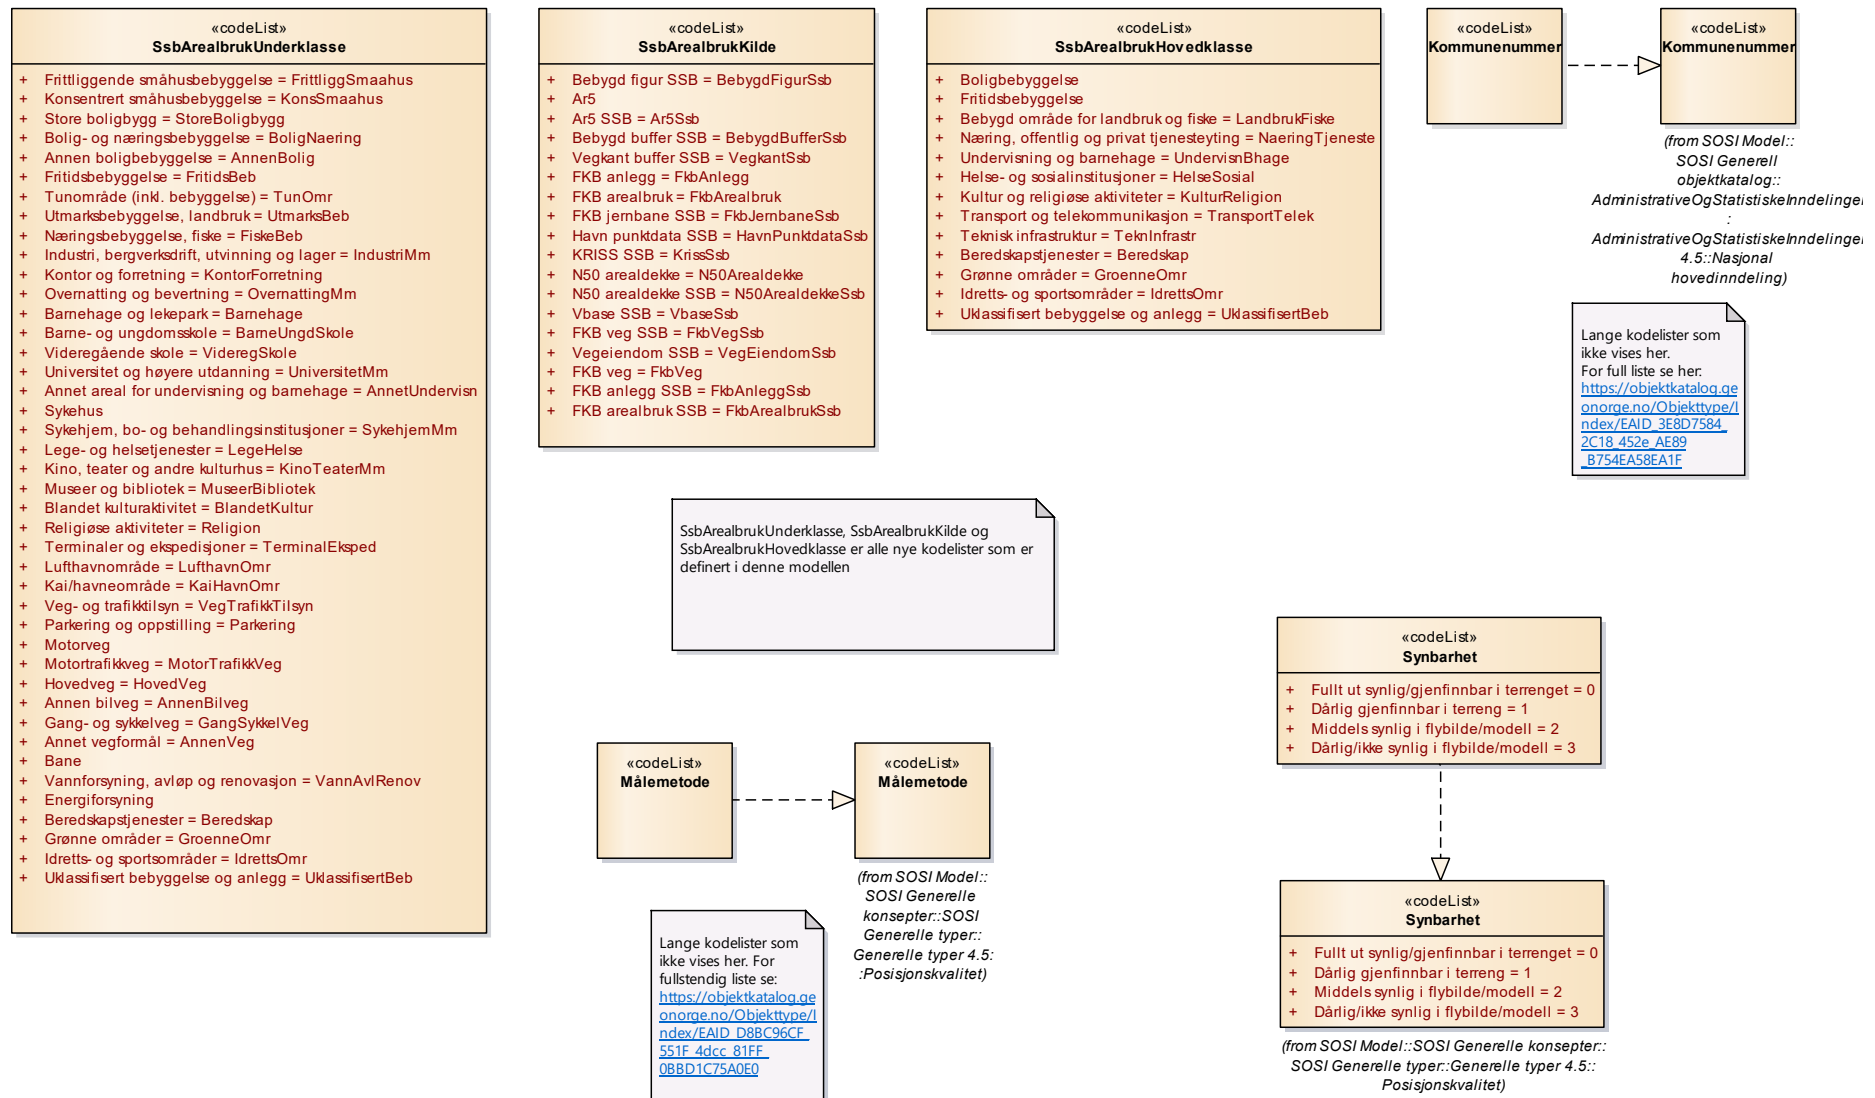 «codeList»
SsbArealbrukUnderklasse
+ Frittliggende småhusbebyggelse = FrittliggSmaahus
+ Konsentrert småhusbebyggelse = KonsSmaahus
+ Store boligbygg = StoreBoligbygg
+ Bolig- og næringsbebyggelse = BoligNaering
+ Annen boligbebyggelse = AnnenBolig
+ Fritidsbebyggelse = FritidsBeb
+ Tunområde (inkl. bebyggelse) = TunOmr
+ Utmarksbebyggelse, landbruk = UtmarksBeb
+ Næringsbebyggelse, fiske = FiskeBeb
+ Industri, bergverksdrift, utvinning og lager = IndustriMm
+ Kontor og forretning = KontorForretning
+ Overnatting og bevertning = OvernattingMm
+ Barnehage og lekepark = Barnehage
+ Barne- og ungdomsskole = BarneUngdSkole
+ Videregående skole = VideregSkole
+ Universitet og høyere utdanning = UniversitetMm
+ Annet areal for undervisning og barnehage = AnnetUndervisn
+ Sykehus
+ Sykehjem, bo- og behandlingsinstitusjoner = SykehjemMm
+ Lege- og helsetjenester = LegeHelse
+ Kino, teater og andre kulturhus = KinoTeaterMm
+ Museer og bibliotek = MuseerBibliotek
+ Blandet kulturaktivitet = BlandetKultur
+ Religiøse aktiviteter = Religion
+ Terminaler og ekspedisjoner = TerminalEksped
+ Lufthavnområde = LufthavnOmr
+ Kai/havneområde = KaiHavnOmr
+ Veg- og trafikktilsyn = VegTrafikkTilsyn
+ Parkering og oppstilling = Parkering
+ Motorveg
+ Motortrafikkveg = MotorTrafikkVeg
+ Hovedveg = HovedVeg
+ Annen bilveg = AnnenBilveg
+ Gang- og sykkelveg = GangSykkelVeg
+ Annet vegformål = AnnenVeg
+ Bane
+ Vannforsyning, avløp og renovasjon = VannAvlRenov
+ Energiforsyning
+ Beredskapstjenester = Beredskap
+ Grønne områder = GroenneOmr
+ Idretts- og sportsområder = IdrettsOmr
+ Uklassifisert bebyggelse og anlegg = UklassifisertBeb
«codeList»
SsbArealbrukKilde
+ Bebygd figur SSB = BebygdFigurSsb
+ Ar5
+ Ar5 SSB = Ar5Ssb
+ Bebygd buffer SSB = BebygdBufferSsb
+ Vegkant buffer SSB = VegkantSsb
+ FKB anlegg = FkbAnlegg
+ FKB arealbruk = FkbArealbruk
+ FKB jernbane SSB = FkbJernbaneSsb
+ Havn punktdata SSB = HavnPunktdataSsb
+ KRISS SSB = KrissSsb
+ N50 arealdekke = N50Arealdekke
+ N50 arealdekke SSB = N50ArealdekkeSsb
+ Vbase SSB = VbaseSsb
+ FKB veg SSB = FkbVegSsb
+ Vegeiendom SSB = VegEiendomSsb
+ FKB veg = FkbVeg
+ FKB anlegg SSB = FkbAnleggSsb
+ FKB arealbruk SSB = FkbArealbrukSsb
«codeList»
SsbArealbrukHovedklasse
+ Boligbebyggelse
+ Fritidsbebyggelse
+ Bebygd område for landbruk og fiske = LandbrukFiske
+ Næring, offentlig og privat tjenesteyting = NaeringTjeneste
+ Undervisning og barnehage = UndervisnBhage
+ Helse- og sosialinstitusjoner = HelseSosial
+ Kultur og religiøse aktiviteter = KulturReligion
+ Transport og telekommunikasjon = TransportTelek
+ Teknisk infrastruktur = TeknInfrastr
+ Beredskapstjenester = Beredskap
+ Grønne områder = GroenneOmr
+ Idretts- og sportsområder = IdrettsOmr
+ Uklassifisert bebyggelse og anlegg = UklassifisertBeb
«codeList»
Kommunenummer
«codeList»
Kommunenummer
(from SOSI Model::
SOSI Generell
objektkatalog::
AdministrativeOgStatistiskeInndelinger
:
AdministrativeOgStatistiskeInndelinger
4.5::Nasjonal
hovedinndeling)
Lange kodelister som
ikke vises her.
For full liste se her:
https://objektkatalog.ge
onorge.no/Objekttype/I
ndex/EAID_3E8D7584_
2C18_452e_AE89
_B754EA58EA1F
SsbArealbrukUnderklasse, SsbArealbrukKilde og
SsbArealbrukHovedklasse er alle nye kodelister som er
definert i denne modellen
«codeList»
Målemetode
«codeList»
Målemetode
(from SOSI Model::
SOSI Generelle
konsepter::SOSI
Generelle typer::
Generelle typer 4.5:
:Posisjonskvalitet)
Lange kodelister som
ikke vises her. For
fullstendig liste se:
https://objektkatalog.ge
onorge.no/Objekttype/I
ndex/EAID_D8BC96CF_
551F_4dcc_81FF_
0BBD1C75A0E0
«codeList»
Synbarhet
+ Fullt ut synlig/gjenfinnbar i terrenget = 0
+ Dårlig gjenfinnbar i terreng = 1
+ Middels synlig i flybilde/modell = 2
+ Dårlig/ikke synlig i flybilde/modell = 3
«codeList»
Synbarhet
+ Fullt ut synlig/gjenfinnbar i terrenget = 0
+ Dårlig gjenfinnbar i terreng = 1
+ Middels synlig i flybilde/modell = 2
+ Dårlig/ikke synlig i flybilde/modell = 3
(from SOSI Model::SOSI Generelle konsepter::
SOSI Generelle typer::Generelle typer 4.5::
Posisjonskvalitet)